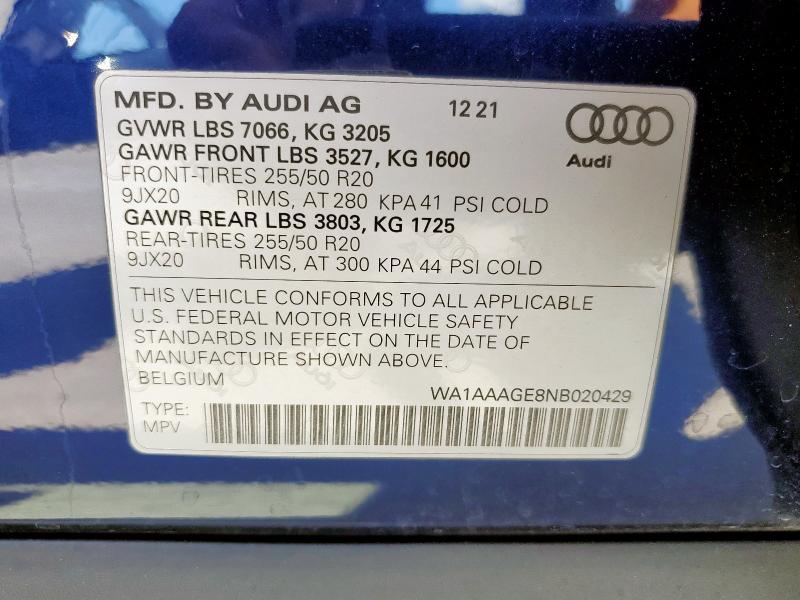 MFD. BY AUDI AG 12 21
GVWR LBS 7066, KG 3205
GAWR FRONT LBS 3527, KG 1600
Audi
FRONT-TIRES 255/50 R20
9JX20 RIMS, AT 280 KPA 41 PSI COLD
GAWR REAR LBS 3803, KG 1725
REAR-TIRES 255/50 R20
9JX20 RIMS, AT 300 KPA 44 PSI COLD
THIS VEHICLE CONFORMS TO ALL APPLICABLE
U.S. FEDERAL MOTOR VEHICLE SAFETY
STANDARDS IN EFFECT ON THE DATE OF
MANUFACTURE SHOWN ABOVE.
BELGIUM
WA1AAAGE8NB020429
TYPE:
MPV